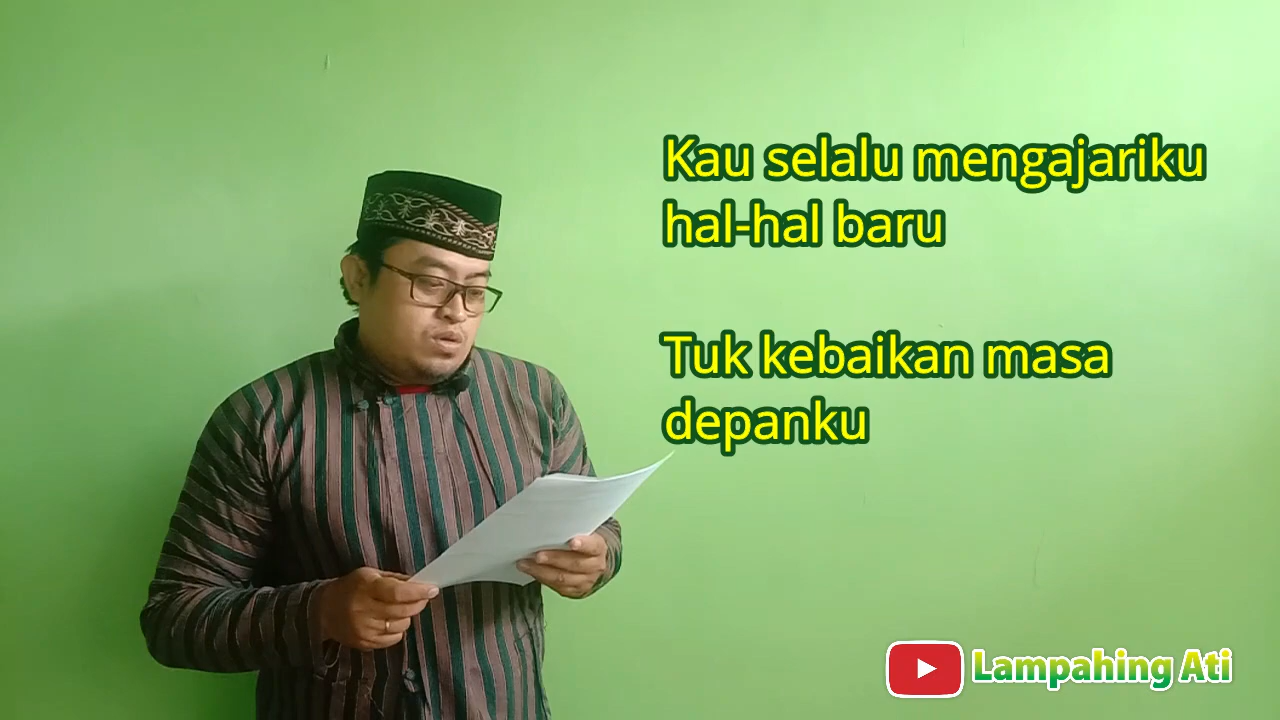 Kau selalu mengajariku
hal-hal baru
Tuk kebaikan masa
depanku
Lampahing Ati